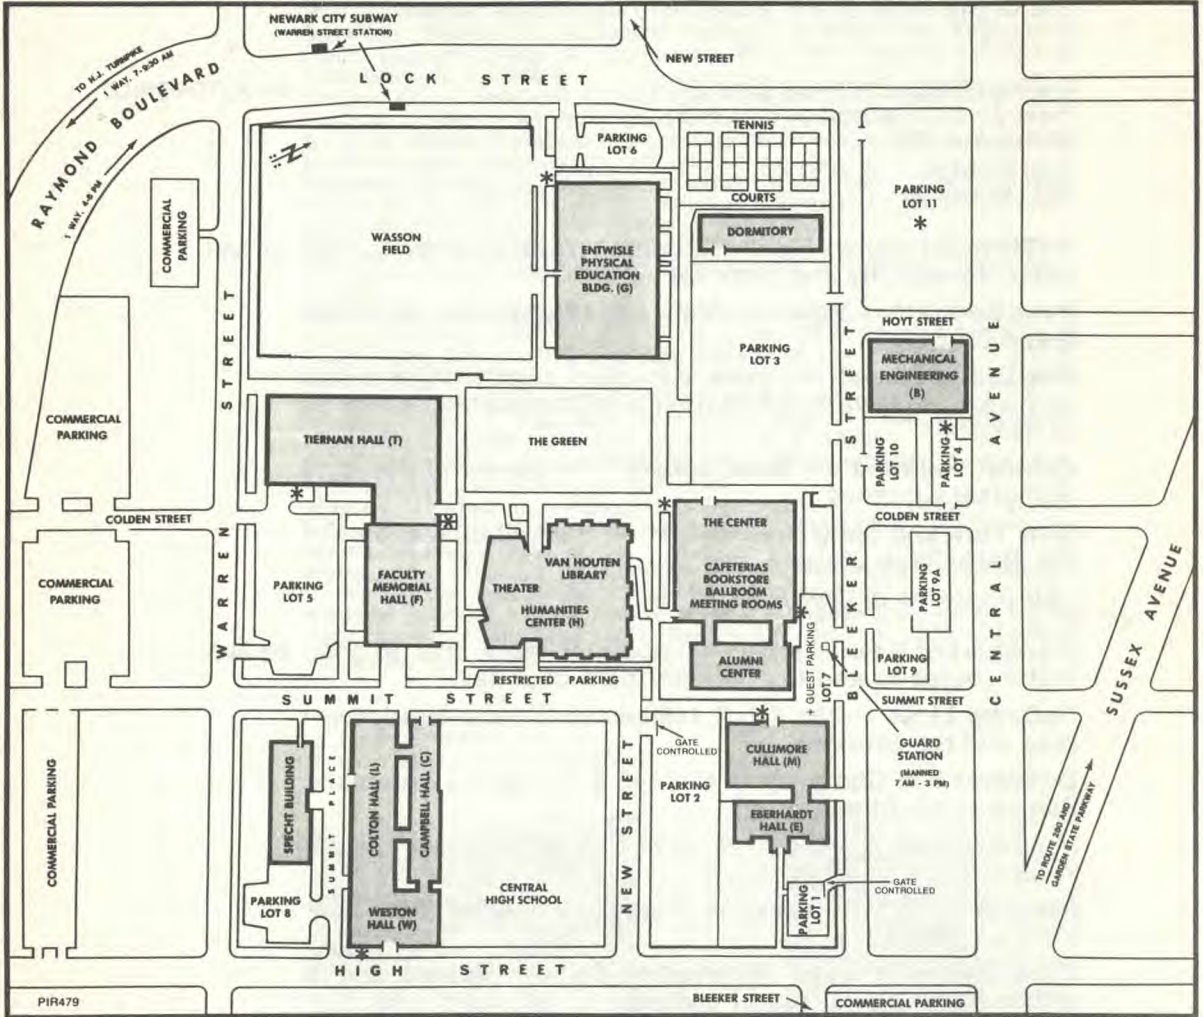 NEWARK CITY SUBWAY
(WARREN STREET STATION)
NEW STREET
LOCK STREET
TO N.J. TURNPIKE
1 WAY. 7-9:30 AM
RAYMOND BOULEVARD
1 WAY. 4-6 PM
COMMERCIAL
PARKING
N
WASSON
FIELD
PARKING
LOT 6
TENNIS
COURTS
DORMITORY
PARKING
LOT 11
*
*
ENTWISLE
PHYSICAL
EDUCATION
BLDG. (G)
PARKING
LOT 3
HOYT STREET
MECHANICAL
ENGINEERING
(B)
WARREN STREET
BLEEKER STREET
CENTRAL AVENUE
COMMERCIAL
PARKING
TIERNAN HALL (T)
*
THE GREEN
PARKING
LOT 10
*
PARKING
LOT 4
COLDEN STREET
COLDEN STREET
COMMERCIAL
PARKING
PARKING
LOT 5
FACULTY
MEMORIAL
HALL (F)
*
VAN HOUTEN
LIBRARY
THEATER
HUMANITIES
CENTER (H)
*
THE CENTER
CAFETERIAS
BOOKSTORE
BALLROOM
MEETING ROOMS
*
ALUMNI
CENTER
+ GUEST PARKING
LOT 7
PARKING
LOT 9A
PARKING
LOT 9
SUSSEX AVENUE
RESTRICTED PARKING
SUMMIT STREET
SUMMIT STREET
COMMERCIAL PARKING
SPECHT BUILDING
SUMMIT PLACE
COLTON HALL (L)
CAMPBELL HALL (C)
WESTON
HALL (W)
*
PARKING
LOT 8
CENTRAL
HIGH SCHOOL
NEW STREET
GATE
CONTROLLED
PARKING
LOT 2
*
CULLIMORE
HALL (M)
EBERHARDT
HALL (E)
GUARD
STATION
(MANNED
7 AM - 3 PM)
TO ROUTE 280 AND
GARDEN STATE PARKWAY
GATE
CONTROLLED
PARKING
LOT 1
HIGH STREET
PIR479
BLEEKER STREET
COMMERCIAL PARKING